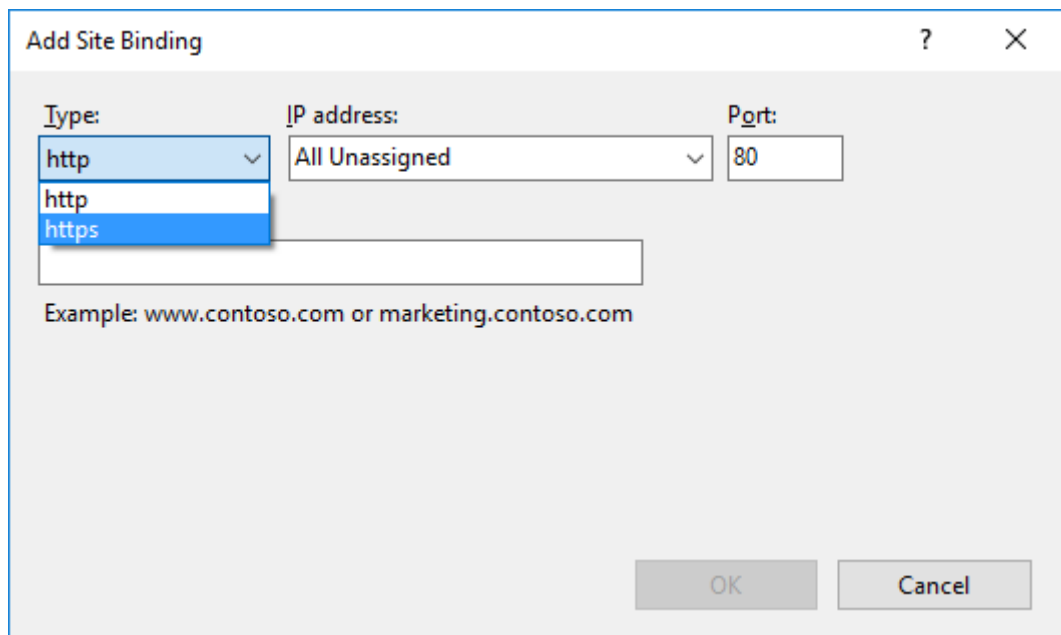 Add Site Binding ?
Type: IP address: Port:
http All Unassigned 80
http
https
Example: www.contoso.com or marketing.contoso.com
OK Cancel